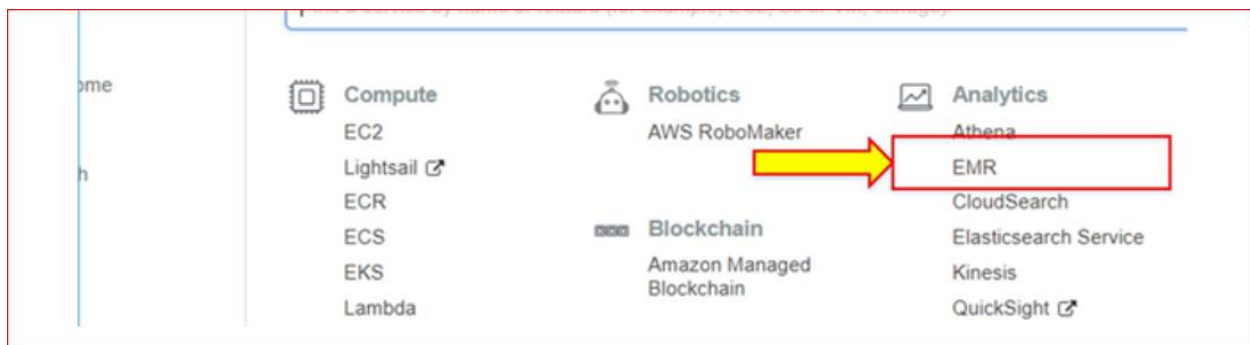 ome
h
Compute
EC2
Lightsail
ECR
ECS
EKS
Lambda
Robotics
AWS RoboMaker
Blockchain
Amazon Managed
Blockchain
Analytics
Athena
EMR
CloudSearch
Elasticsearch Service
Kinesis
QuickSight